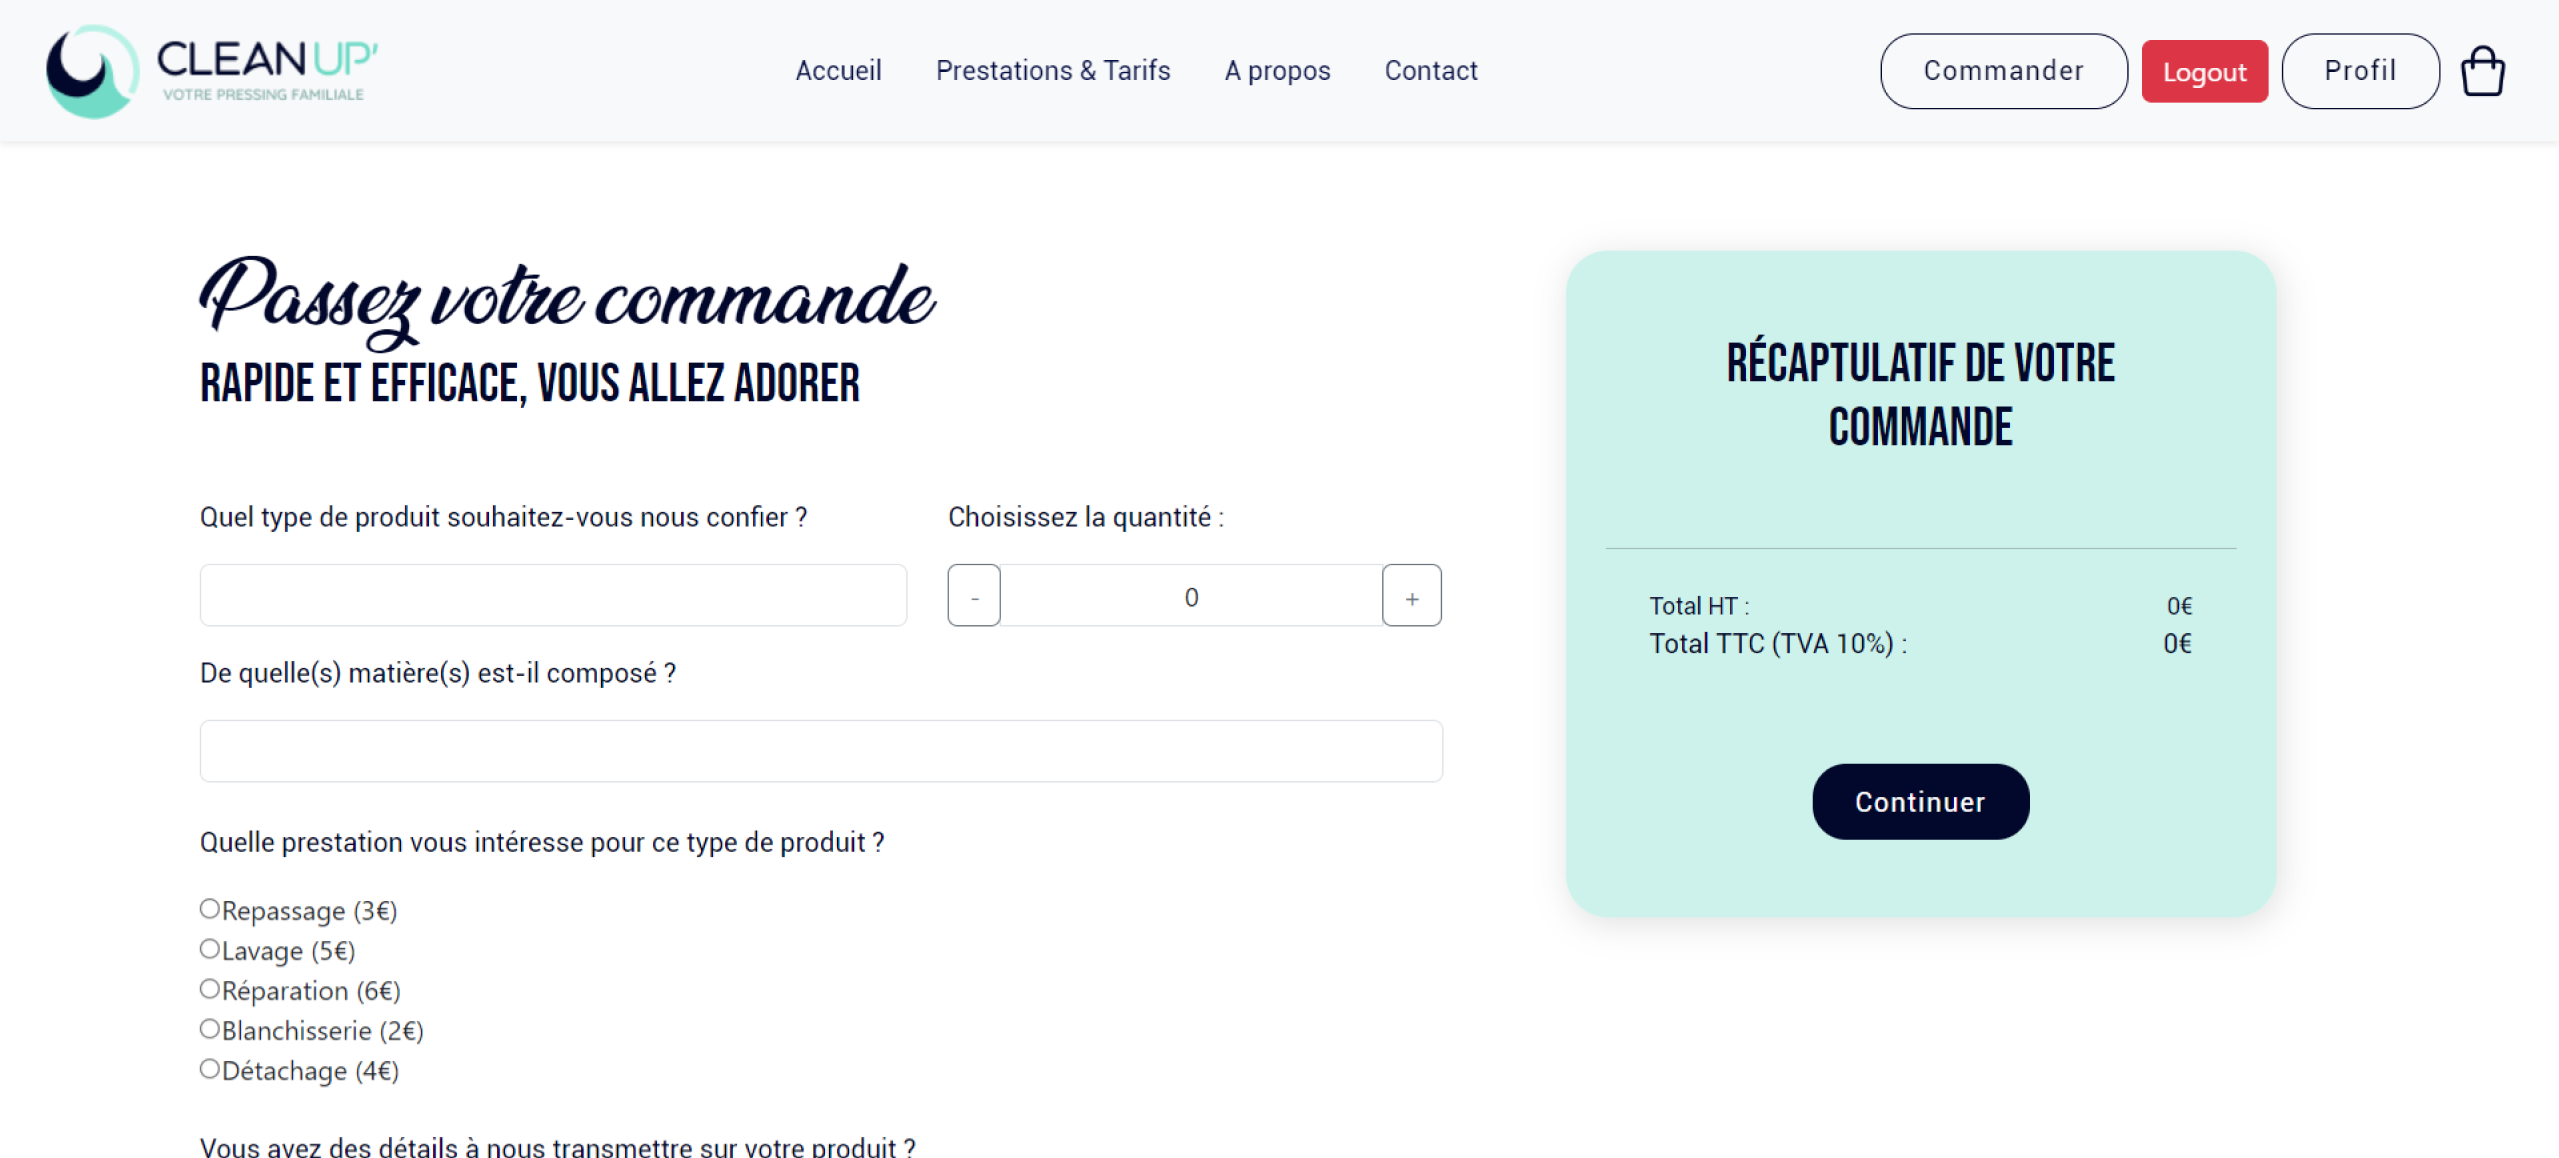 CLEAN UP'
VOTRE PRESSING FAMILIALE
Accueil
Prestations & Tarifs
A propos
Contact
Commander
Logout
Profil
Passez votre commande
RAPIDE ET EFFICACE, VOUS ALLEZ ADORER
Quel type de produit souhaitez-vous nous confier ?
Choisissez la quantité :
- 0 +
De quelle(s) matière(s) est-il composé ?
Quelle prestation vous intéresse pour ce type de produit ?
Repassage (3€)
Lavage (5€)
Réparation (6€)
Blanchisserie (2€)
Détachage (4€)
Vous avez des détails à nous transmettre sur votre produit ?
RÉCAPTULATIF DE VOTRE
COMMANDE
Total HT : 0€
Total TTC (TVA 10%) : 0€
Continuer